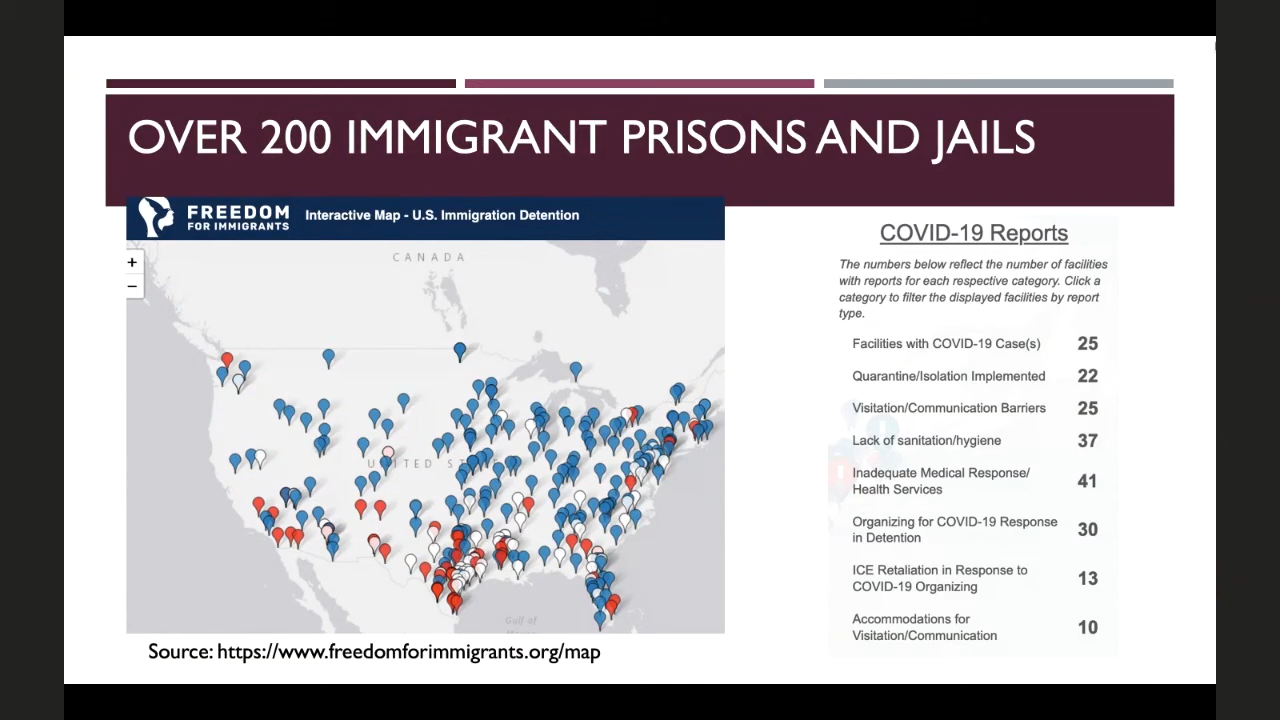 OVER 200 IMMIGRANT PRISONS AND JAILS
FREEDOM
FOR IMMIGRANTS
Interactive Map - U.S. Immigration Detention
+
−
CANADA
UNITED ST
Gulf of
COVID-19 Reports
The numbers below reflect the number of facilities
with reports for each respective category. Click a
category to filter the displayed facilities by report
type.
Facilities with COVID-19 Case(s) 25
Quarantine/Isolation Implemented 22
Visitation/Communication Barriers 25
Lack of sanitation/hygiene 37
Inadequate Medical Response/
Health Services 41
Organizing for COVID-19 Response
in Detention 30
ICE Retaliation in Response to
COVID-19 Organizing 13
Accommodations for
Visitation/Communication 10
Source: https://www.freedomforimmigrants.org/map